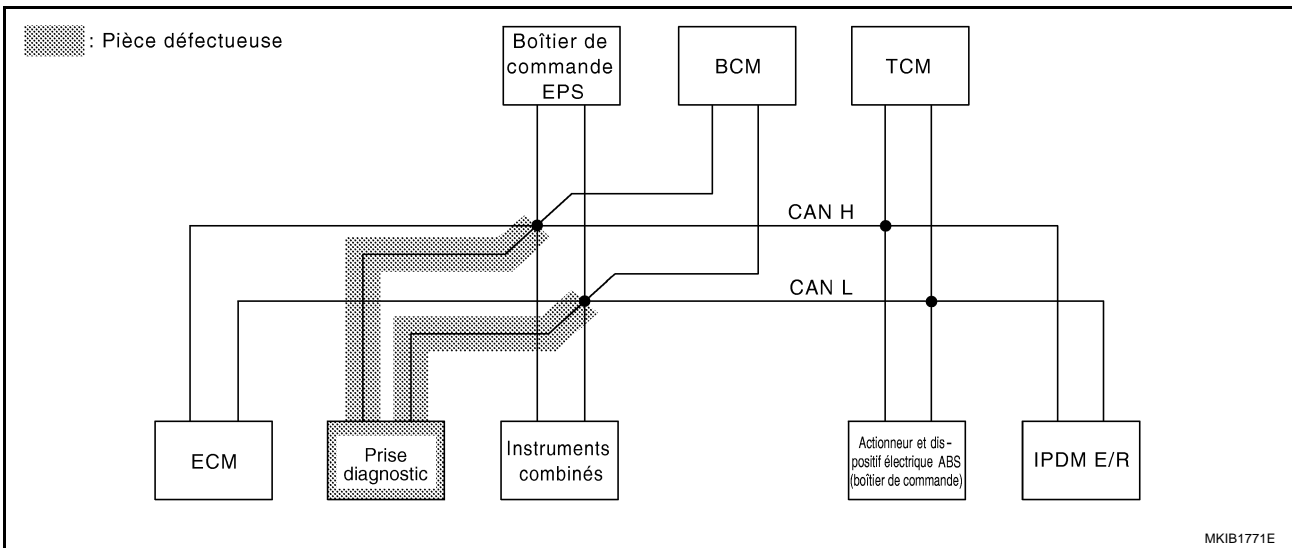 : Pièce défectueuse
Boîtier de
commande
EPS
BCM
TCM
CAN H
CAN L
ECM
Prise
diagnostic
Instruments
combinés
Actionneur et dis-
positif électrique ABS
(boîtier de commande)
IPDM E/R
MKIB1771E